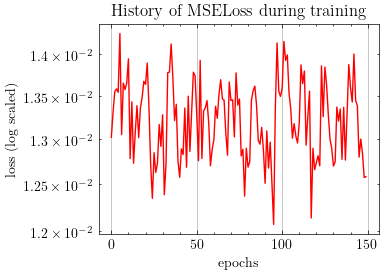 History of MSELoss during training
loss (log scaled)
1.4 × 10⁻²
1.35 × 10⁻²
1.3 × 10⁻²
1.25 × 10⁻²
1.2 × 10⁻²
0 50 100 150
epochs